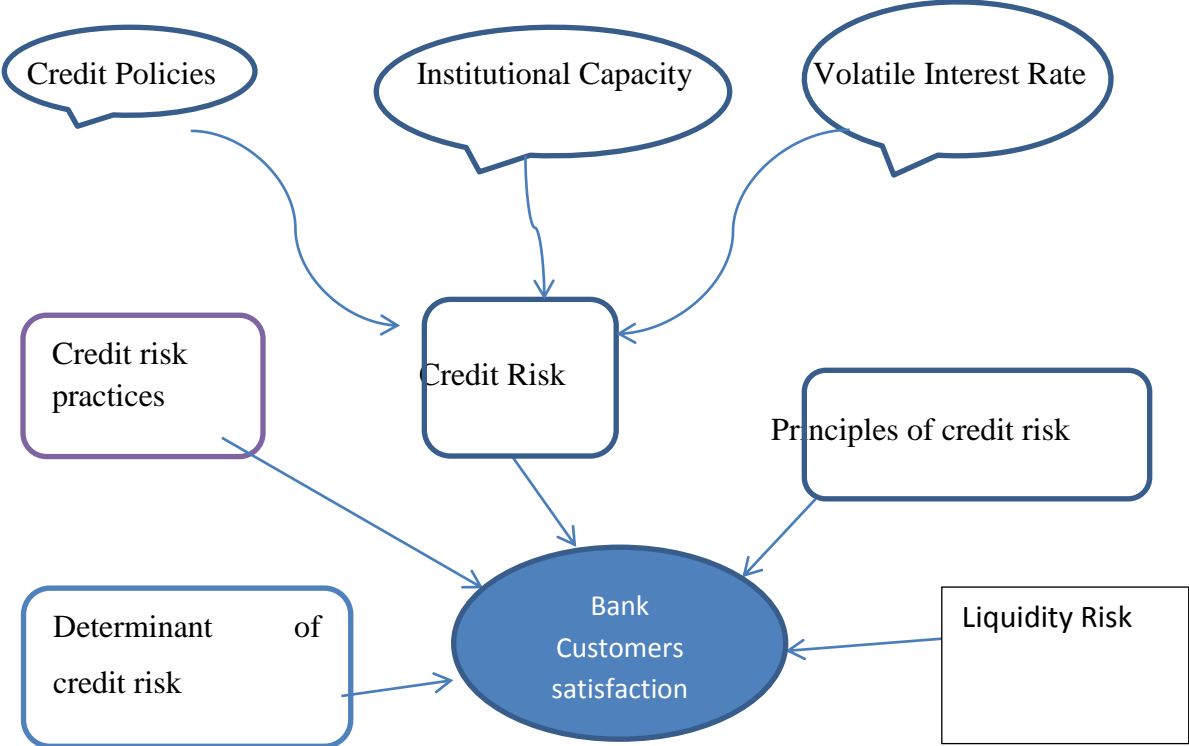 Credit Policies
Institutional Capacity
Volatile Interest Rate
Credit risk
practices
Credit Risk
Principles of credit risk
Determinant of
credit risk
Bank
Customers
satisfaction
Liquidity Risk